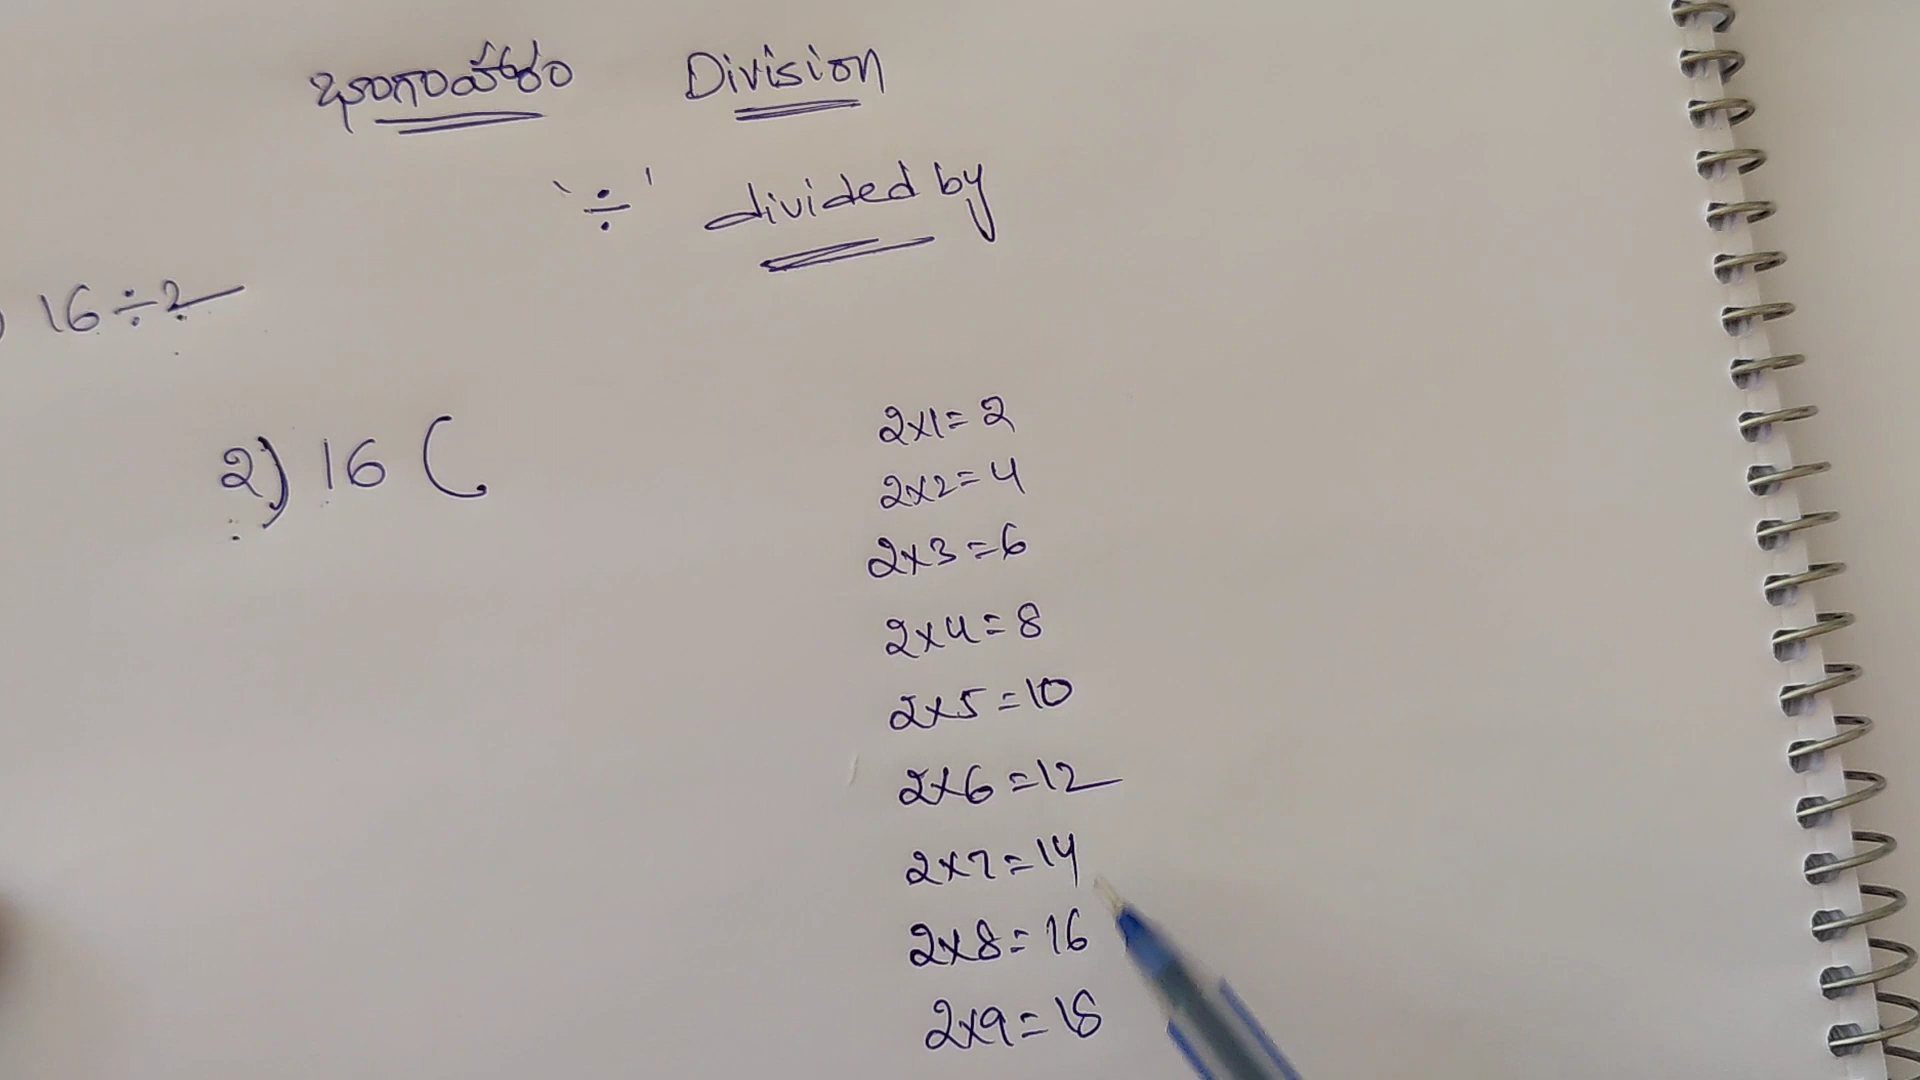 భాగాహారం Division
'÷' divided by
) 16÷2
2) 16 (
2x1=2
2x2=4
2x3=6
2x4=8
2x5=10
2x6=12
2x7=14
2x8=16
2x9=18